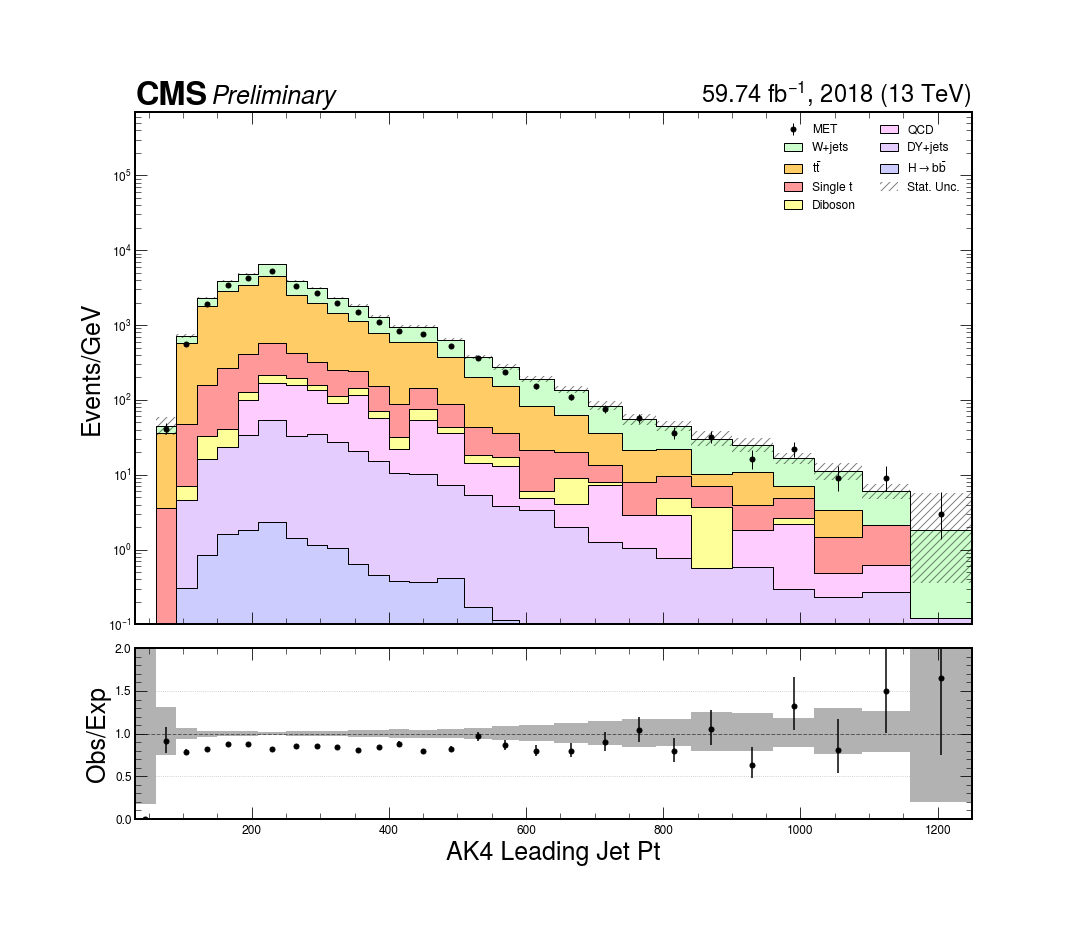 CMS Preliminary
59.74 fb⁻¹, 2018 (13 TeV)
MET
W+jets
tt̄
Single t
Diboson
QCD
DY+jets
H→bb̄
Stat. Unc.
Events/GeV
10⁵
10⁴
10³
10²
10¹
10⁰
10⁻¹
Obs/Exp
2.0
1.5
1.0
0.5
0.0
200
400
600
800
1000
1200
AK4 Leading Jet Pt